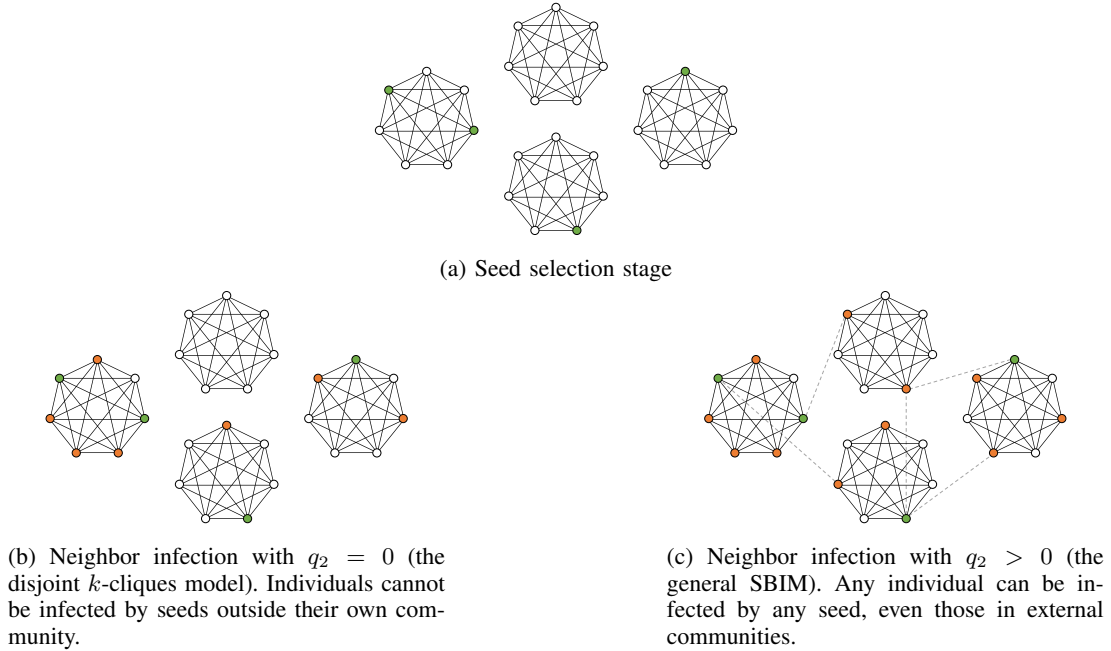 (a) Seed selection stage
(b) Neighbor infection with q₂ = 0 (the
disjoint k-cliques model). Individuals cannot
be infected by seeds outside their own com-
munity.
(c) Neighbor infection with q₂ > 0 (the
general SBIM). Any individual can be in-
fected by any seed, even those in external
communities.